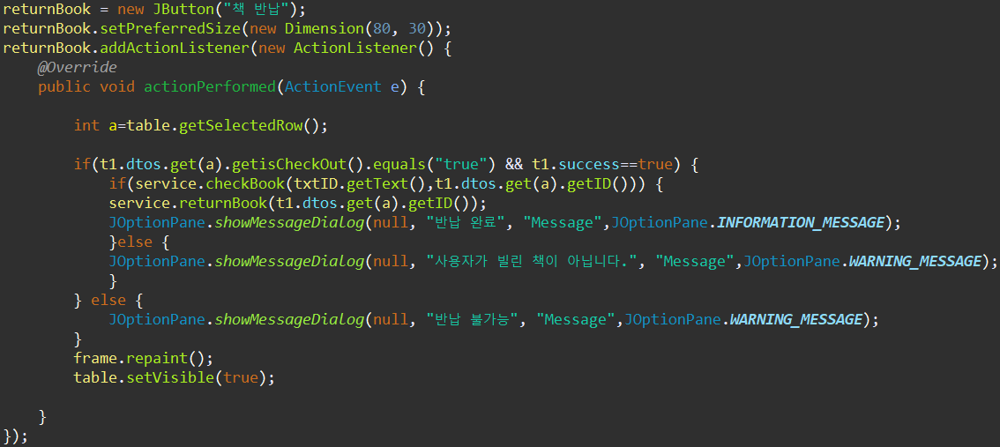 returnBook = new JButton("책 반납");
returnBook.setPreferredSize(new Dimension(80, 30));
returnBook.addActionListener(new ActionListener() {
    @Override
    public void actionPerformed(ActionEvent e) {

        int a=table.getSelectedRow();

        if(t1.dtos.get(a).getisCheckOut().equals("true") && t1.success==true) {
            if(service.checkBook(txtID.getText(),t1.dtos.get(a).getID())) {
            service.returnBook(t1.dtos.get(a).getID());
            JOptionPane.showMessageDialog(null, "반납 완료", "Message",JOptionPane.INFORMATION_MESSAGE);
            }else {
            JOptionPane.showMessageDialog(null, "사용자가 빌린 책이 아닙니다.", "Message",JOptionPane.WARNING_MESSAGE);
            }
        } else {
            JOptionPane.showMessageDialog(null, "반납 불가능", "Message",JOptionPane.WARNING_MESSAGE);
        }
        frame.repaint();
        table.setVisible(true);

    }
});